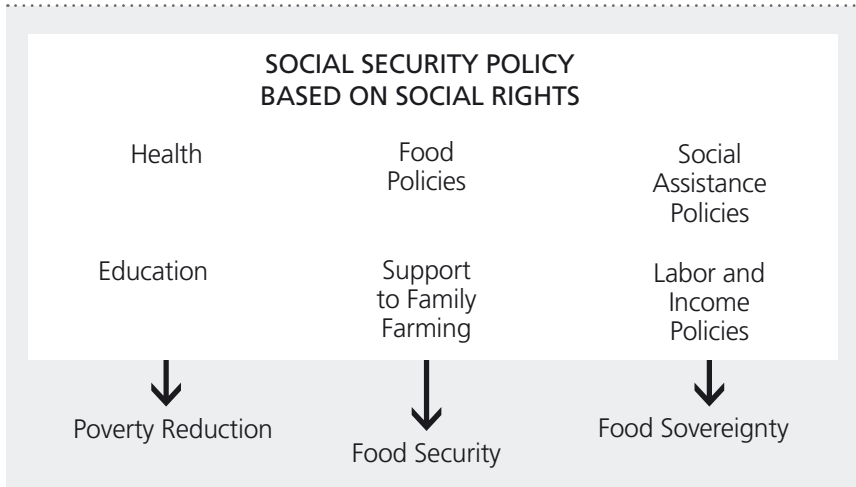 SOCIAL SECURITY POLICY
BASED ON SOCIAL RIGHTS
Health
Food
Policies
Social
Assistance
Policies
Education
Support
to Family
Farming
Labor and
Income
Policies
Poverty Reduction
Food Security
Food Sovereignty